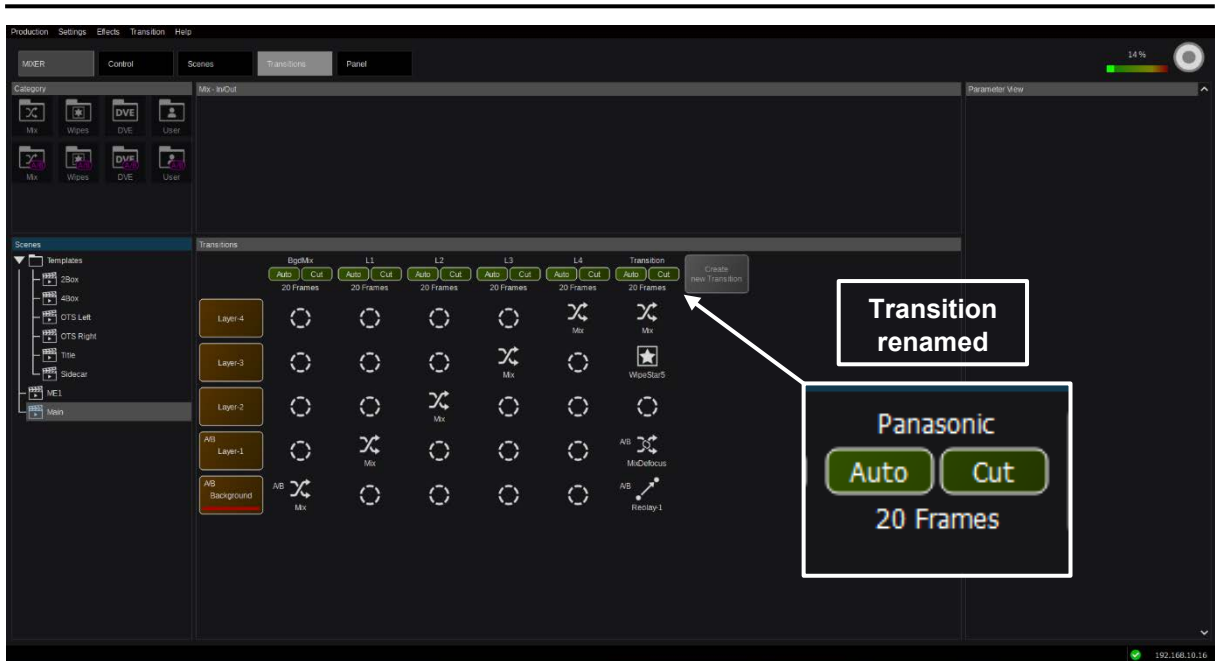 Production Settings Effects Transition Help
MIXER Control Scenes Transitions Panel
14 %
Category Mix - In/Out Parameter View
DVE
Mix Wipes DVE User
A/B A/B DVE A/B A/B
Mix Wipes DVE User
Scenes Transitions
Templates
2Box
4Box
OTS Left
OTS Right
Title
Sidecar
ME1
Main
BgdMix L1 L2 L3 L4 Transition
Auto Cut Auto Cut Auto Cut Auto Cut Auto Cut Auto Cut
20 Frames 20 Frames 20 Frames 20 Frames 20 Frames 20 Frames
Create
new Transition
Layer-4
Mix Mix
Layer-3
Mix WipeStar5
Layer-2
Mix
A/B
Layer-1
Mix
A/B
MixDefocus
A/B
Background
A/B
Mix
A/B
Replay-1
Transition
renamed
Panasonic
Auto Cut
20 Frames
192.168.10.16